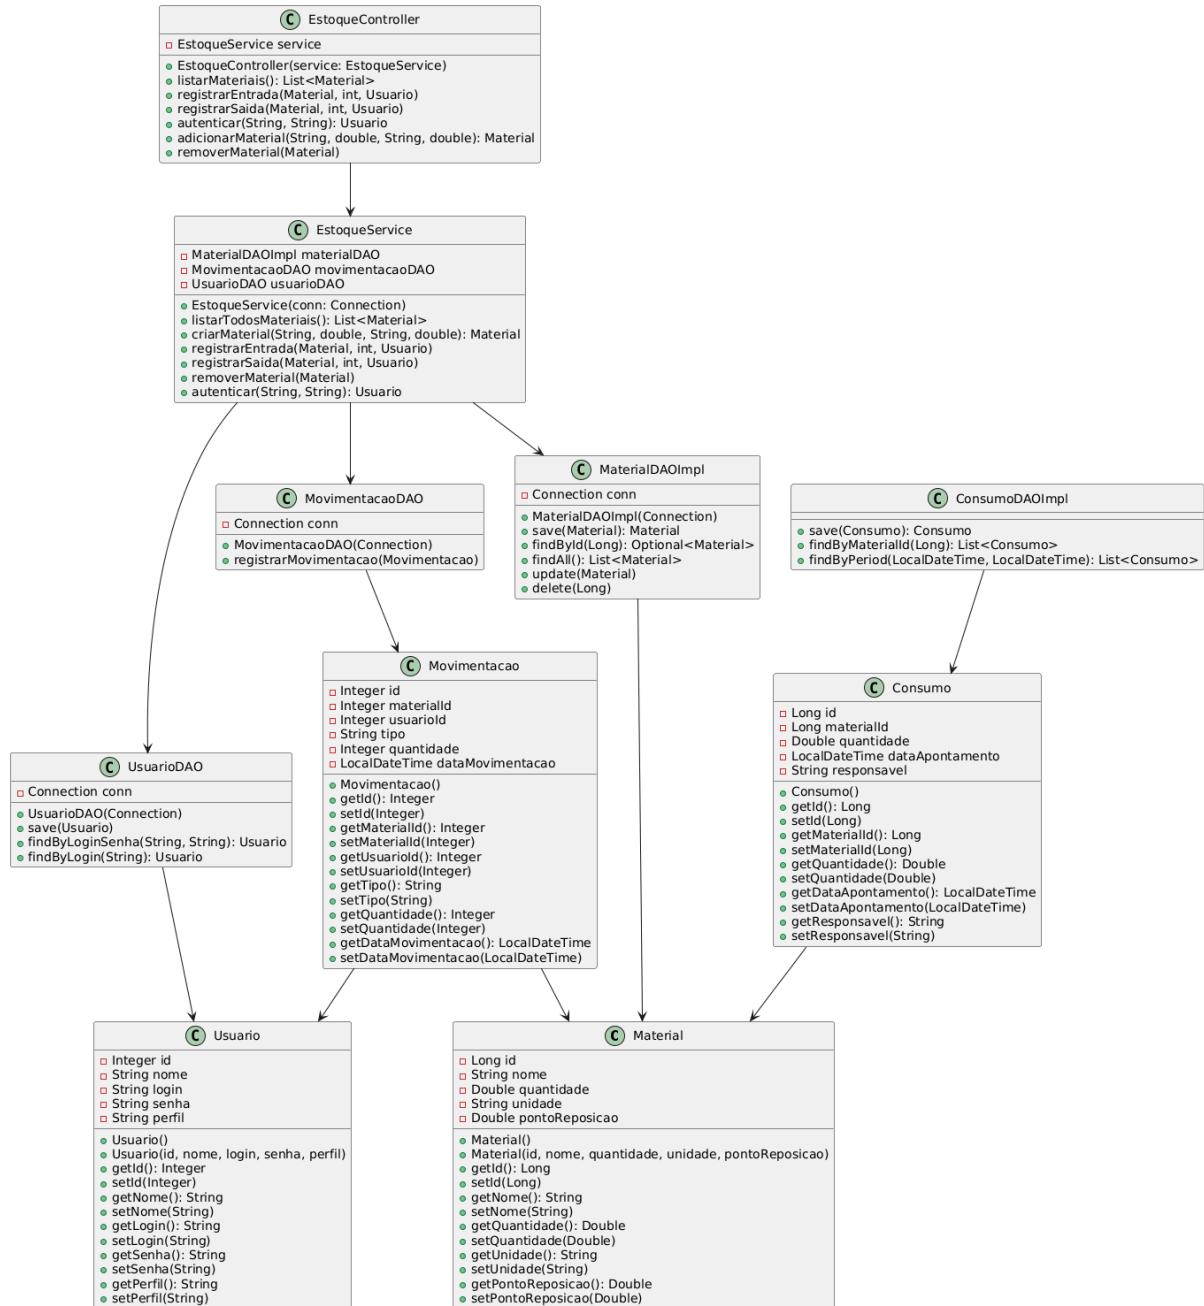 C EstoqueController
EstoqueService service
EstoqueController(service: EstoqueService)
listarMateriais(): List<Material>
registrarEntrada(Material, int, Usuario)
registrarSaida(Material, int, Usuario)
autenticar(String, String): Usuario
adicionarMaterial(String, double, String, double): Material
removerMaterial(Material)
C EstoqueService
MaterialDAOImpl materialDAO
MovimentacaoDAO movimentacaoDAO
UsuarioDAO usuarioDAO
EstoqueService(conn: Connection)
listarTodosMateriais(): List<Material>
criarMaterial(String, double, String, double): Material
registrarEntrada(Material, int, Usuario)
registrarSaida(Material, int, Usuario)
removerMaterial(Material)
autenticar(String, String): Usuario
C MovimentacaoDAO
Connection conn
MovimentacaoDAO(Connection)
registrarMovimentacao(Movimentacao)
C MaterialDAOImpl
Connection conn
MaterialDAOImpl(Connection)
save(Material): Material
findById(Long): Optional<Material>
findAll(): List<Material>
update(Material)
delete(Long)
C ConsumoDAOImpl
save(Consumo): Consumo
findByMaterialId(Long): List<Consumo>
findByPeriod(LocalDateTime, LocalDateTime): List<Consumo>
C UsuarioDAO
Connection conn
UsuarioDAO(Connection)
save(Usuario)
findByLoginSenha(String, String): Usuario
findByLogin(String): Usuario
C Movimentacao
Integer id
Integer materialId
Integer usuarioId
String tipo
Integer quantidade
LocalDateTime dataMovimentacao
Movimentacao()
getId(): Integer
setId(Integer)
getMaterialId(): Integer
setMaterialId(Integer)
getUsuarioId(): Integer
setUsuarioId(Integer)
getTipo(): String
setTipo(String)
getQuantidade(): Integer
setQuantidade(Integer)
getDataMovimentacao(): LocalDateTime
setDataMovimentacao(LocalDateTime)
C Consumo
Long id
Long materialId
Double quantidade
LocalDateTime dataApontamento
String responsavel
Consumo()
getId(): Long
setId(Long)
getMaterialId(): Long
setMaterialId(Long)
getQuantidade(): Double
setQuantidade(Double)
getDataApontamento(): LocalDateTime
setDataApontamento(LocalDateTime)
getResponsavel(): String
setResponsavel(String)
C Usuario
Integer id
String nome
String login
String senha
String perfil
Usuario()
Usuario(id, nome, login, senha, perfil)
getId(): Integer
setId(Integer)
getNome(): String
setNome(String)
getLogin(): String
setLogin(String)
getSenha(): String
setSenha(String)
getPerfil(): String
setPerfil(String)
C Material
Long id
String nome
Double quantidade
String unidade
Double pontoReposicao
Material()
Material(id, nome, quantidade, unidade, pontoReposicao)
getId(): Long
setId(Long)
getNome(): String
setNome(String)
getQuantidade(): Double
setQuantidade(Double)
getUnidade(): String
setUnidade(String)
getPontoReposicao(): Double
setPontoReposicao(Double)